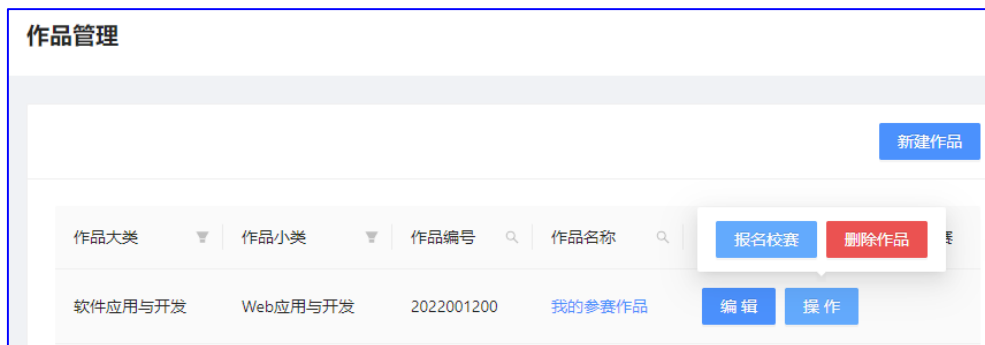 作品管理
新建作品
作品大类 作品小类 作品编号 作品名称 报名校赛 删除作品 赛
软件应用与开发 Web应用与开发 2022001200 我的参赛作品 编辑 操作